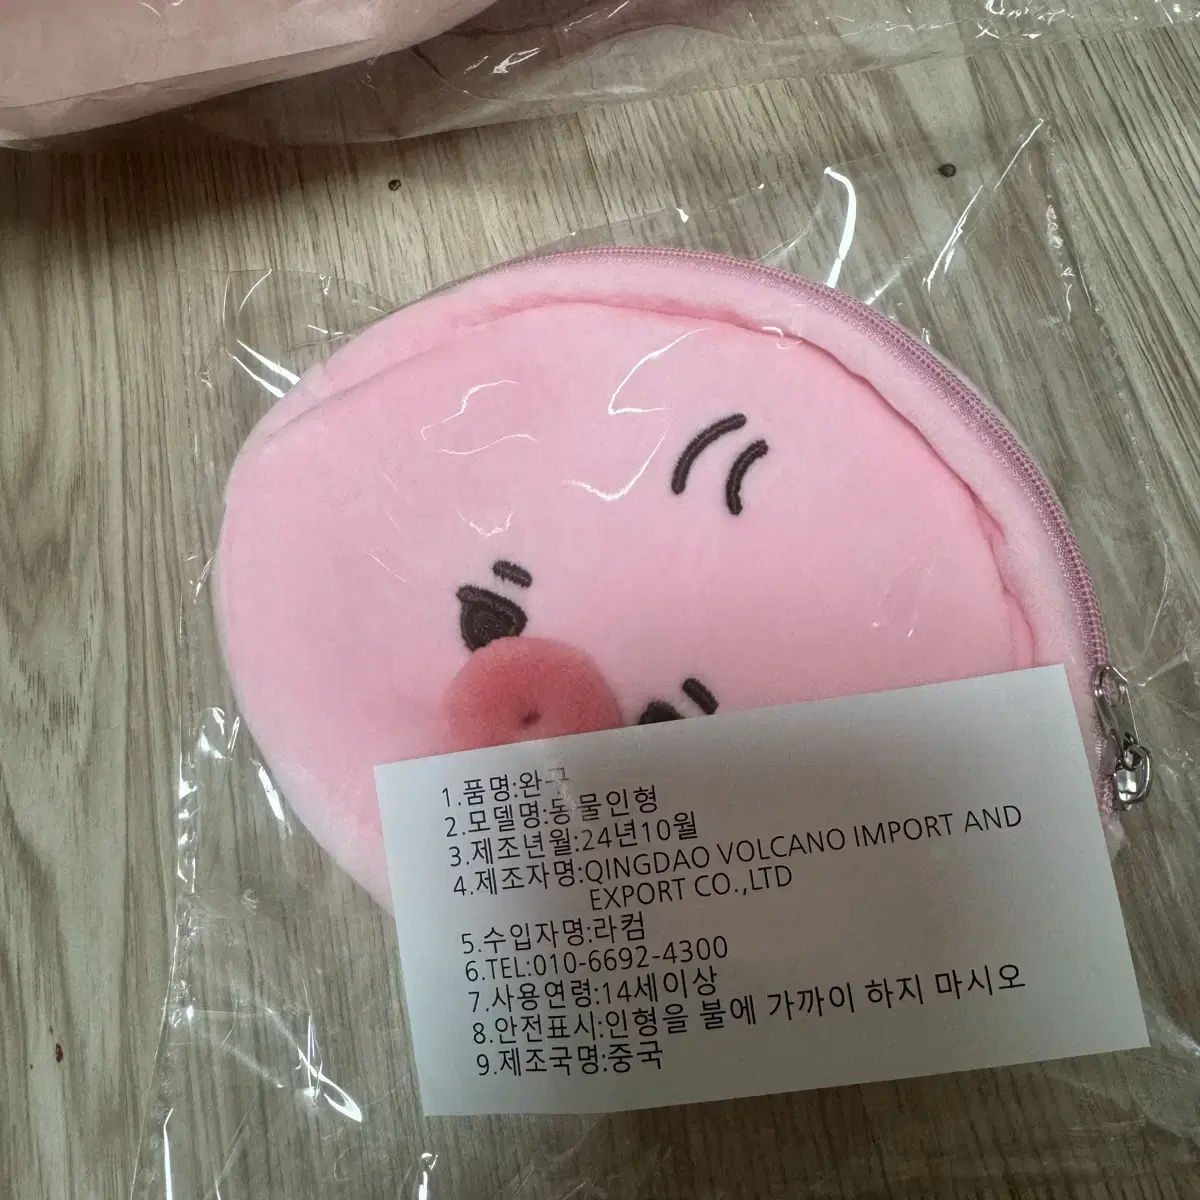 1.품명:완구
2.모델명:동물인형
3.제조년월:24년10월
4.제조자명:QINGDAO VOLCANO IMPORT AND
EXPORT CO.,LTD
5.수입자명:라컴
6.TEL:010-6692-4300
7.사용연령:14세이상
8.안전표시:인형을 불에 가까이 하지 마시오
9.제조국명:중국